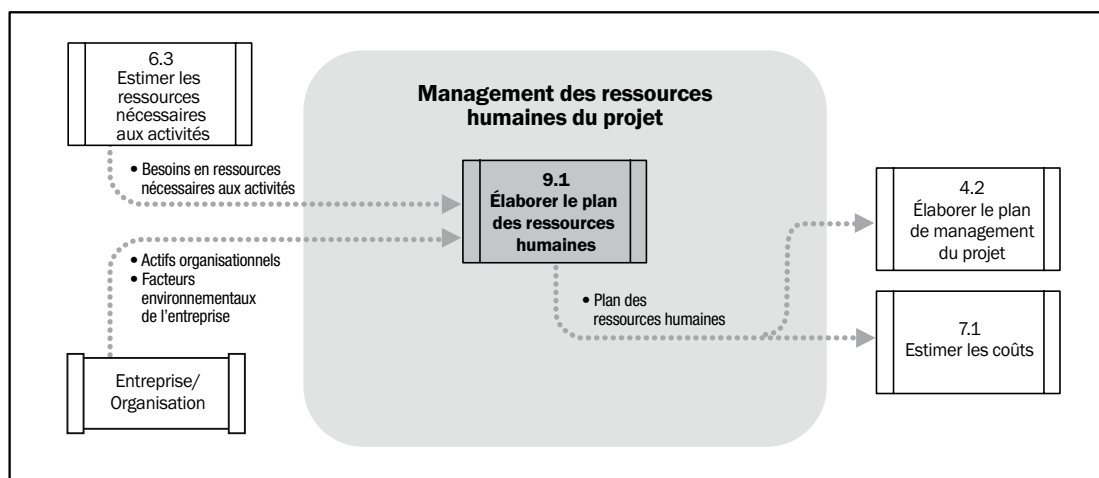 6.3
Estimer les
ressources
nécessaires
aux activités
Management des ressources
humaines du projet
• Besoins en ressources
nécessaires aux activités
9.1
Élaborer le plan
des ressources
humaines
4.2
Élaborer le plan
de management
du projet
• Actifs organisationnels
• Facteurs
environnementaux
de l'entreprise
• Plan des
ressources humaines
7.1
Estimer les coûts
Entreprise/
Organisation